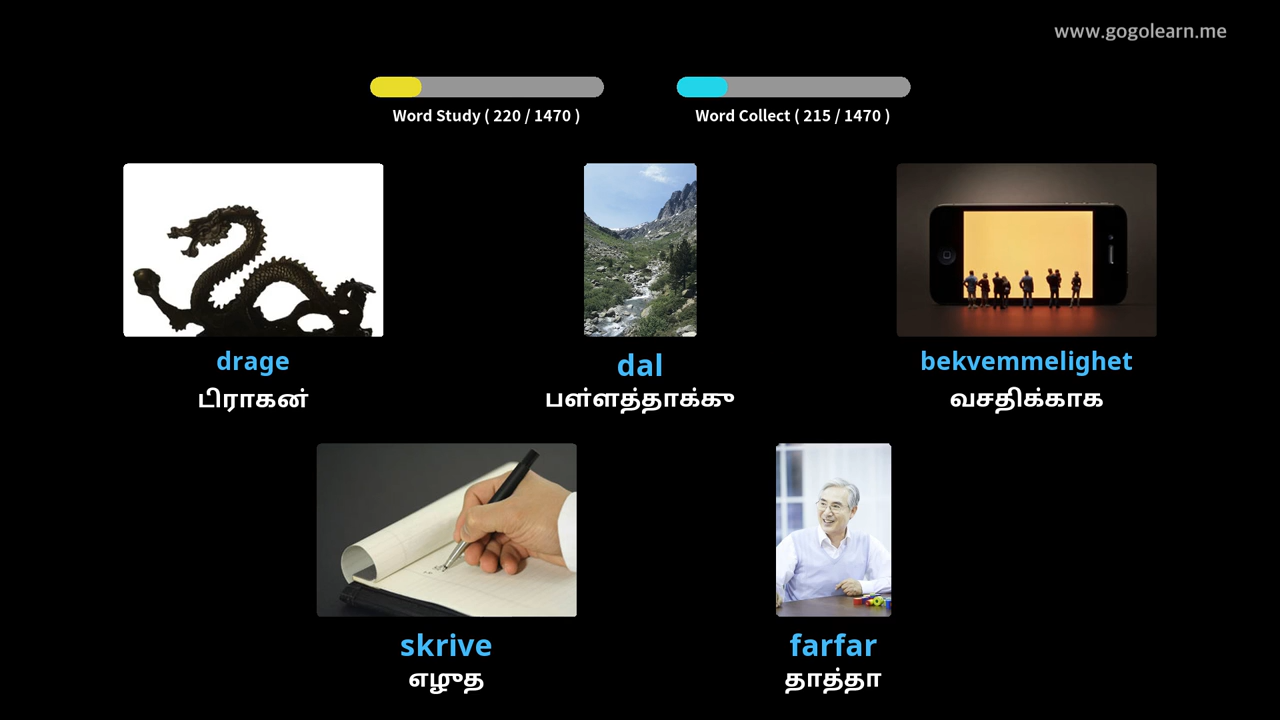 www.gogolearn.me
Word Study ( 220 / 1470 )
Word Collect ( 215 / 1470 )
drage
டிராகன்
dal
பள்ளத்தாக்கு
bekvemmelighet
வசதிக்காக
skrive
எழுத
farfar
தாத்தா